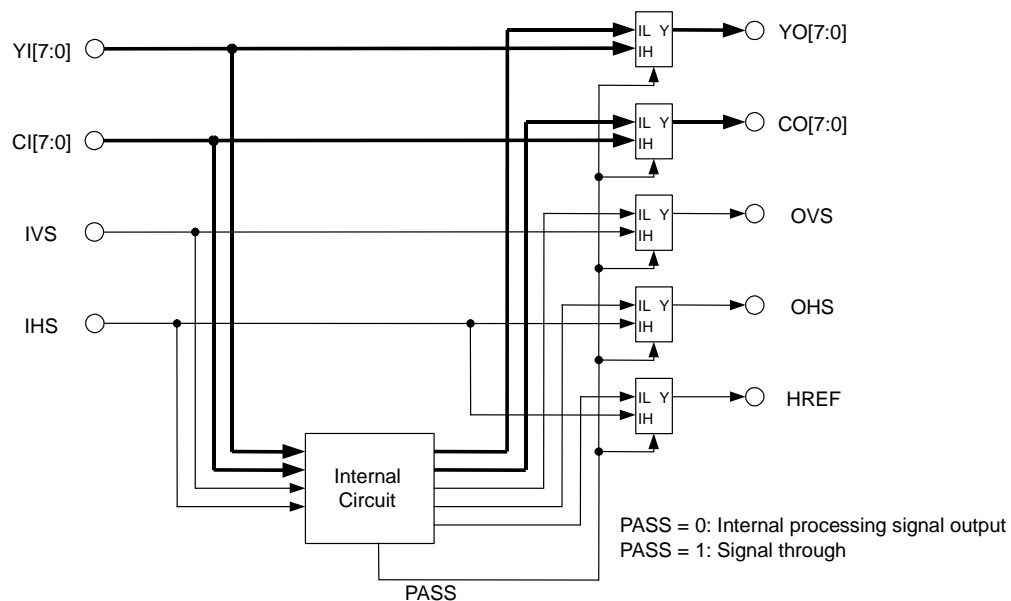 YI[7:0]
IL Y
IH
YO[7:0]
CI[7:0]
IL Y
IH
CO[7:0]
IVS
IL Y
IH
OVS
IHS
IL Y
IH
OHS
IL Y
IH
HREF
Internal
Circuit
PASS = 0: Internal processing signal output
PASS = 1: Signal through
PASS